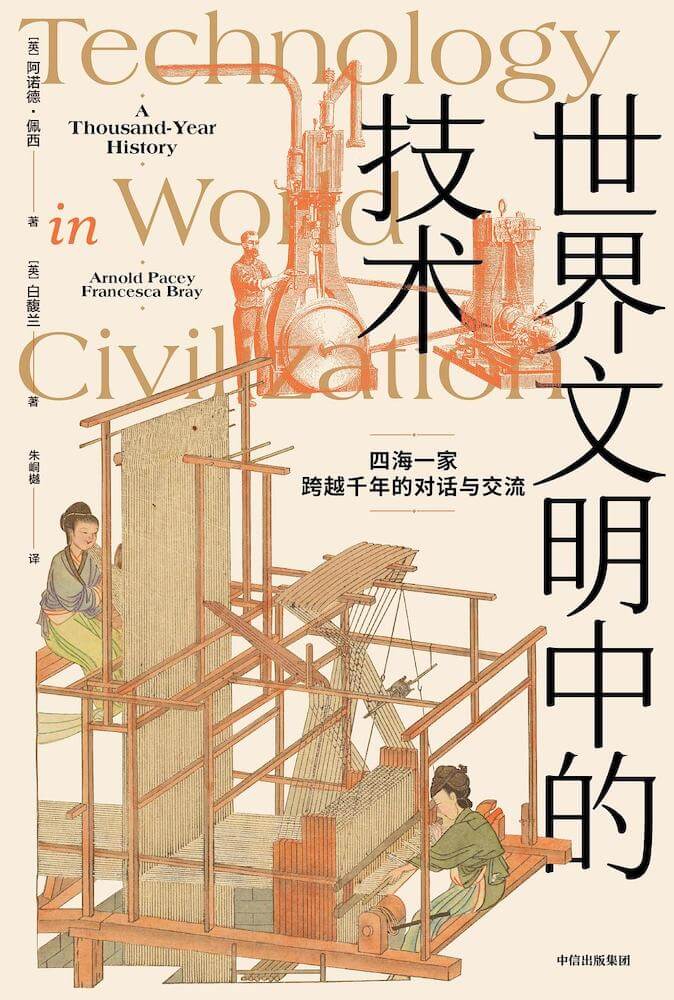 Technology
in World
Civilization
A
Thousand-Year
History
Arnold Pacey
Francesca Bray
世界文明中的
技术
四海一家
跨越千年的对话与交流
[英] 阿诺德·佩西 著
[英] 白馥兰 著
朱峒樾 译
中信出版集团